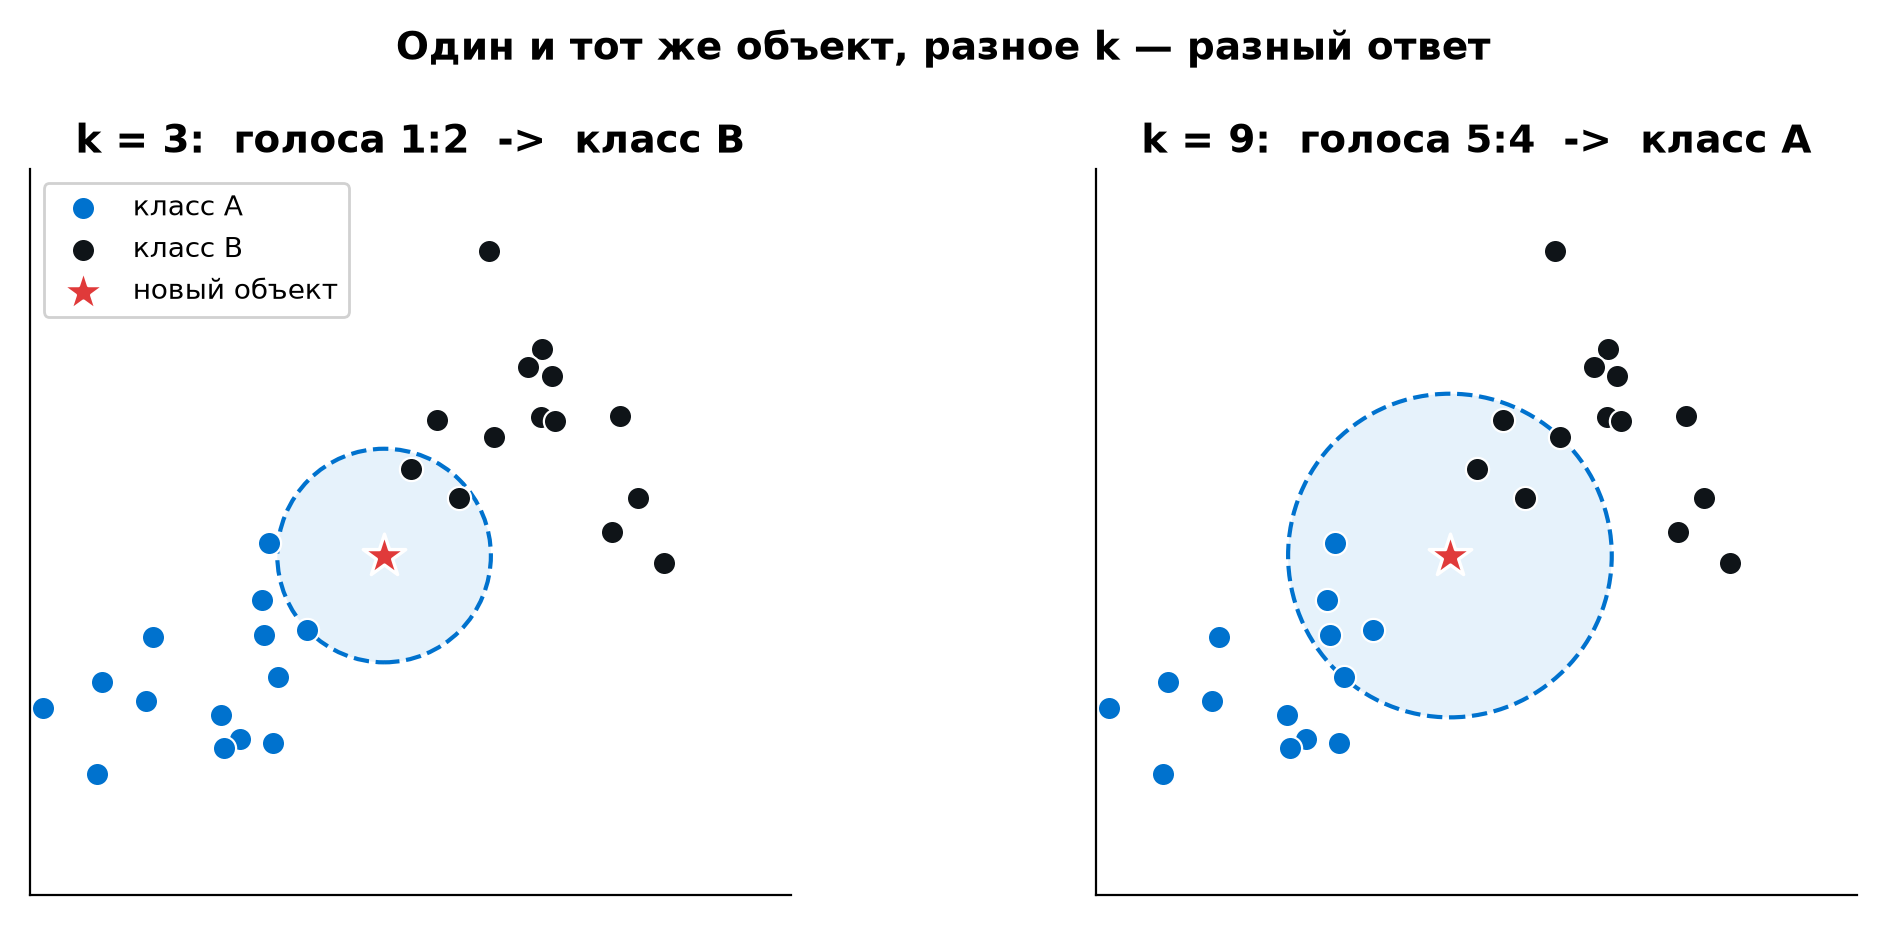 Один и тот же объект, разное k — разный ответ
k = 3: голоса 1:2 -> класс B
класс A
класс B
новый объект
k = 9: голоса 5:4 -> класс A